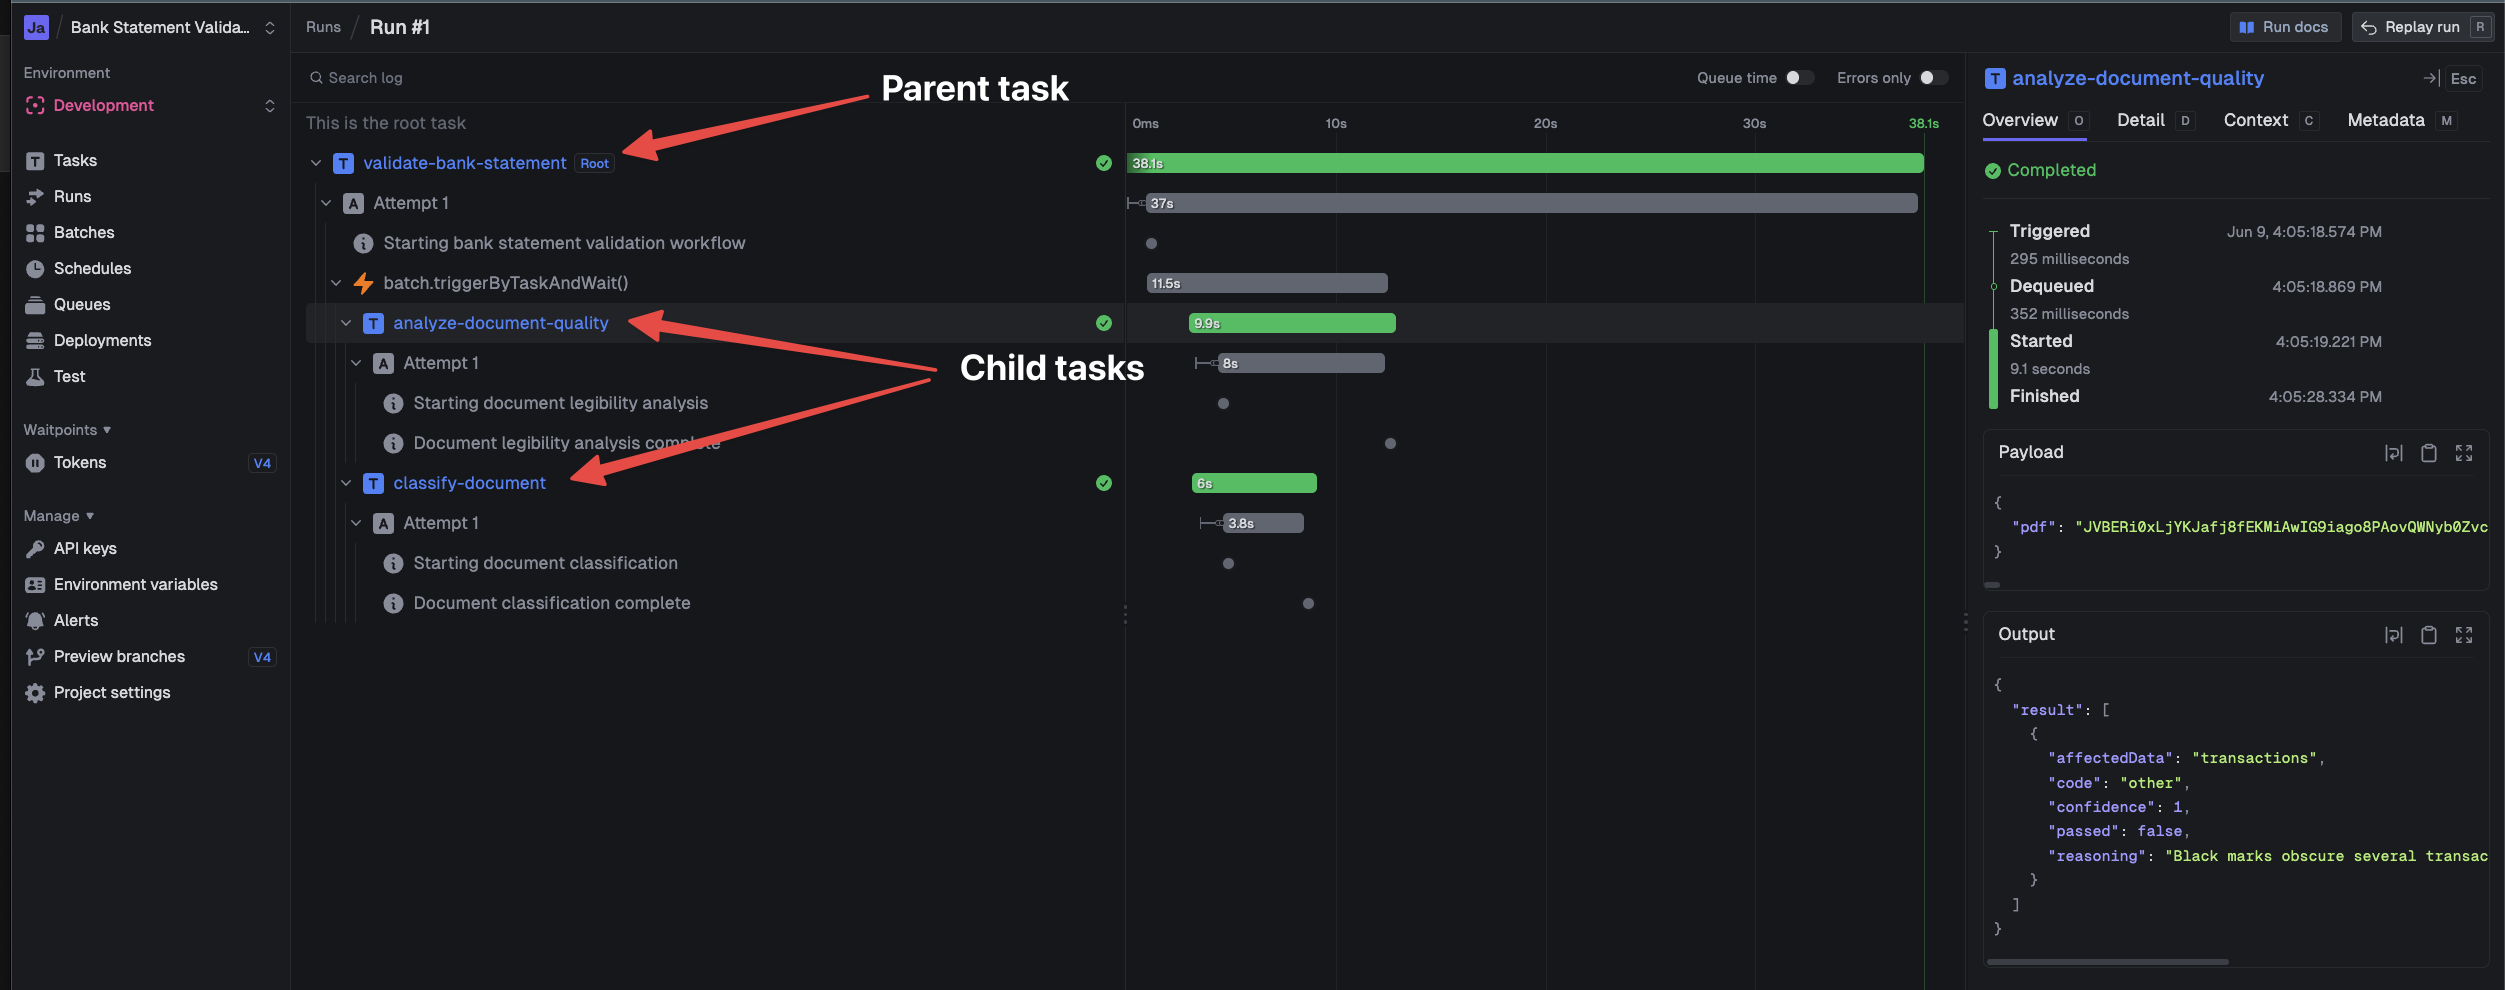 Ja / Bank Statement Valida...
Runs / Run #1
Run docs
Replay run R
Environment
Development
Tasks
Runs
Batches
Schedules
Queues
Deployments
Test
Waitpoints
Tokens V4
Manage
API keys
Environment variables
Alerts
Preview branches V4
Project settings
Search log
Queue time
Errors only
Parent task
Child tasks
This is the root task
0ms 10s 20s 30s 38.1s
T validate-bank-statement Root
38.1s
A Attempt 1
37s
Starting bank statement validation workflow
batch.triggerByTaskAndWait()
11.5s
T analyze-document-quality
9.9s
A Attempt 1
8s
Starting document legibility analysis
Document legibility analysis complete
T classify-document
6s
A Attempt 1
3.8s
Starting document classification
Document classification complete
T analyze-document-quality
Esc
Overview O Detail D Context C Metadata M
Completed
Triggered Jun 9, 4:05:18.574 PM
295 milliseconds
Dequeued 4:05:18.869 PM
352 milliseconds
Started 4:05:19.221 PM
9.1 seconds
Finished 4:05:28.334 PM
Payload
{
"pdf": "JVBERi0xLjYKJafj8fEKMiAwIG9iago8PAovQWNyb0Zvc
}
Output
{
"result": [
{
"affectedData": "transactions",
"code": "other",
"confidence": 1,
"passed": false,
"reasoning": "Black marks obscure several transac
}
]
}